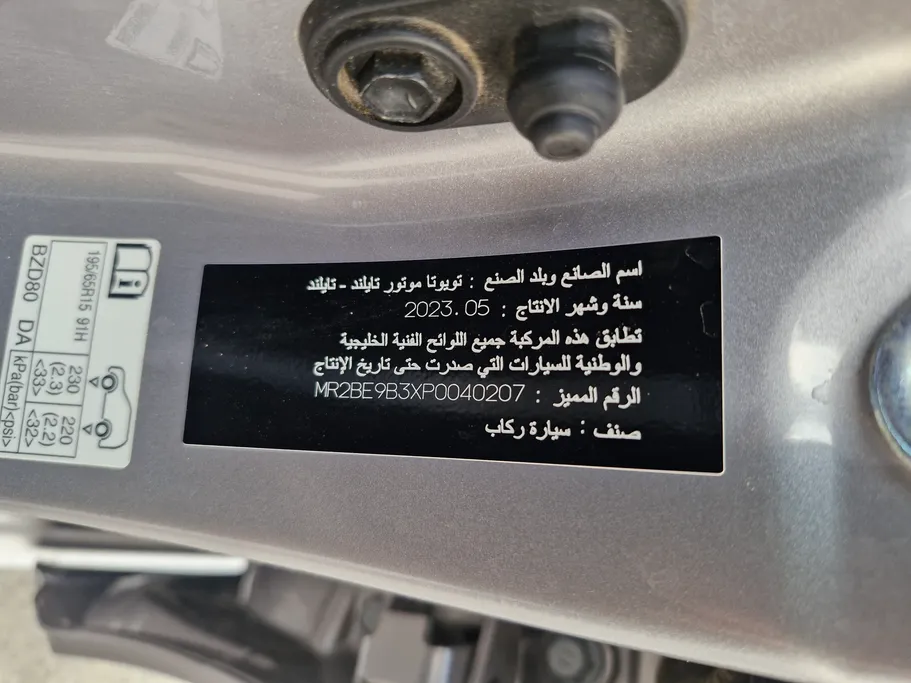 اسم الصانع وبلد الصنع : تويوتا موتور تايلند - تايلند
سنة وشهر الانتاج : 2023.05
تطابق هذه المركبة جميع اللوائح الفنية الخليجية
والوطنية للسيارات التي صدرت حتى تاريخ الإنتاج
الرقم المميز : MR2BE9B3XP0040207
صنف : سيارة ركاب
195/65R15 91H
230
(2.3)
<33>
220
(2.2)
<32>
kPa(bar)<psi>
BZD80 DA